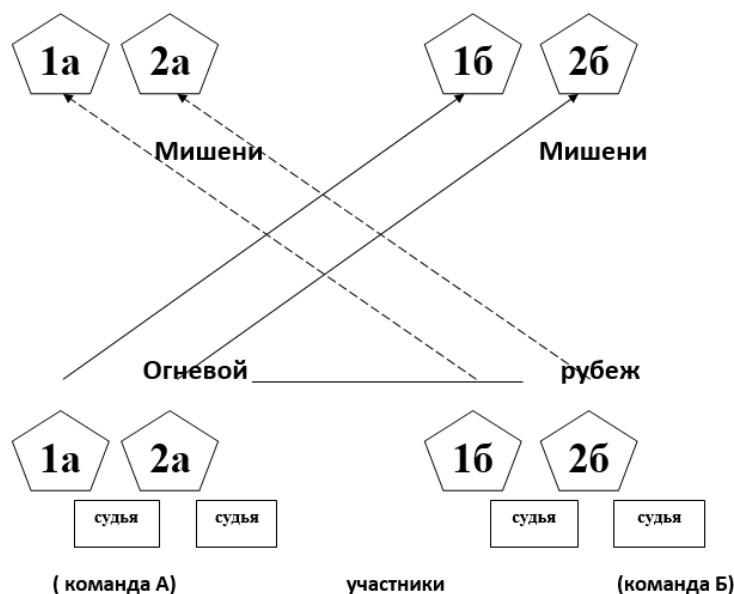 1а 2а 1б 2б
Мишени Мишени
Огневой рубеж
1а 2а 1б 2б
судья судья судья судья
( команда А) участники (команда Б)